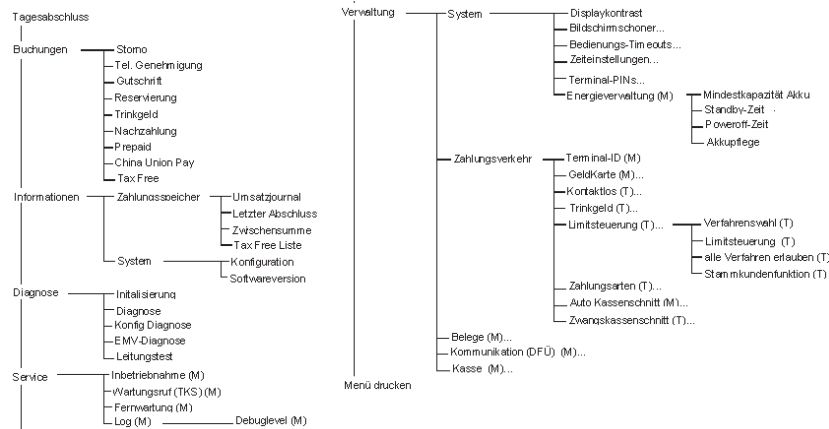 Tagesabschluss
Buchungen
Storno
Tel. Genehmigung
Gutschrift
Reservierung
Trinkgeld
Nachzahlung
Prepaid
China Union Pay
Tax Free
Informationen
Zahlungsspeicher
Umsatzjournal
Letzter Abschluss
Zwischensumme
Tax Free Liste
System
Konfiguration
Softwareversion
Diagnose
Initalisierung
Diagnose
Konfig Diagnose
EMV-Diagnose
Leitungstest
Service
Inbetriebnahme (M)
Wartungsruf (TKS) (M)
Fernwartung (M)
Log (M)
Debuglevel (M)
Verwaltung
System
Displaykontrast
Bildschirmschoner...
Bedienungs-Timeouts...
Zeiteinstellungen...
Terminal-PINs...
Energieverwaltung (M)
Mindestkapazität Akku
Standby-Zeit
Poweroff-Zeit
Akkupflege
Zahlungsverkehr
Terminal-ID (M)
GeldKarte (M)...
Kontaktlos (T)...
Trinkgeld (T)...
Limitsteuerung (T)...
Verfahrenswahl (T)
Limitsteuerung (T)
alle Verfahren erlauben (T)
Stammkundenfunktion (T)
Zahlungsarten (T)...
Auto Kassenschnitt (M)...
Zwangskassenschnitt (T)...
Belege (M)...
Kommunikation (DFÜ) (M)...
Kasse (M)...
Menü drucken